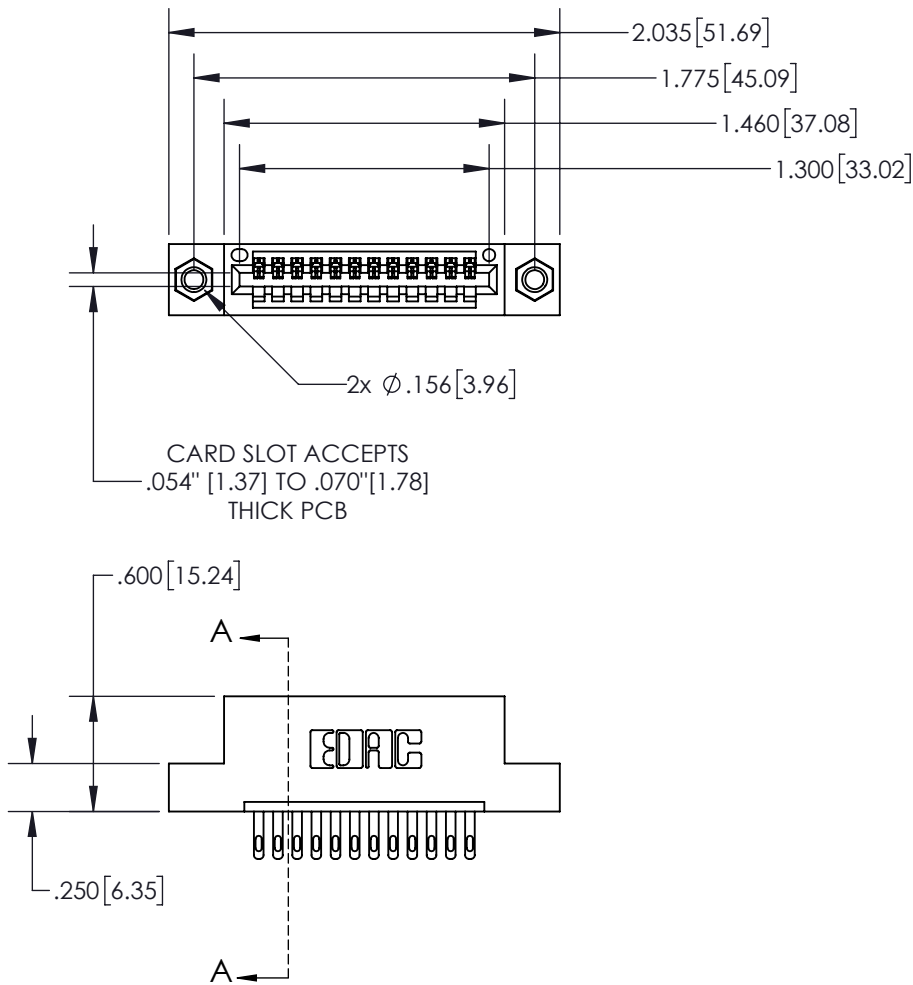 2.035[51.69]
1.775[45.09]
1.460[37.08]
1.300[33.02]
2x ⌀.156[3.96]
CARD SLOT ACCEPTS
.054" [1.37] TO .070"[1.78]
THICK PCB
.600[15.24]
A
EDAC
.250[6.35]
A